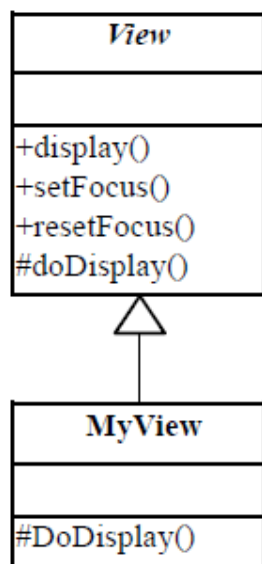 View
+display()
+setFocus()
+resetFocus()
#doDisplay()
MyView
#DoDisplay()